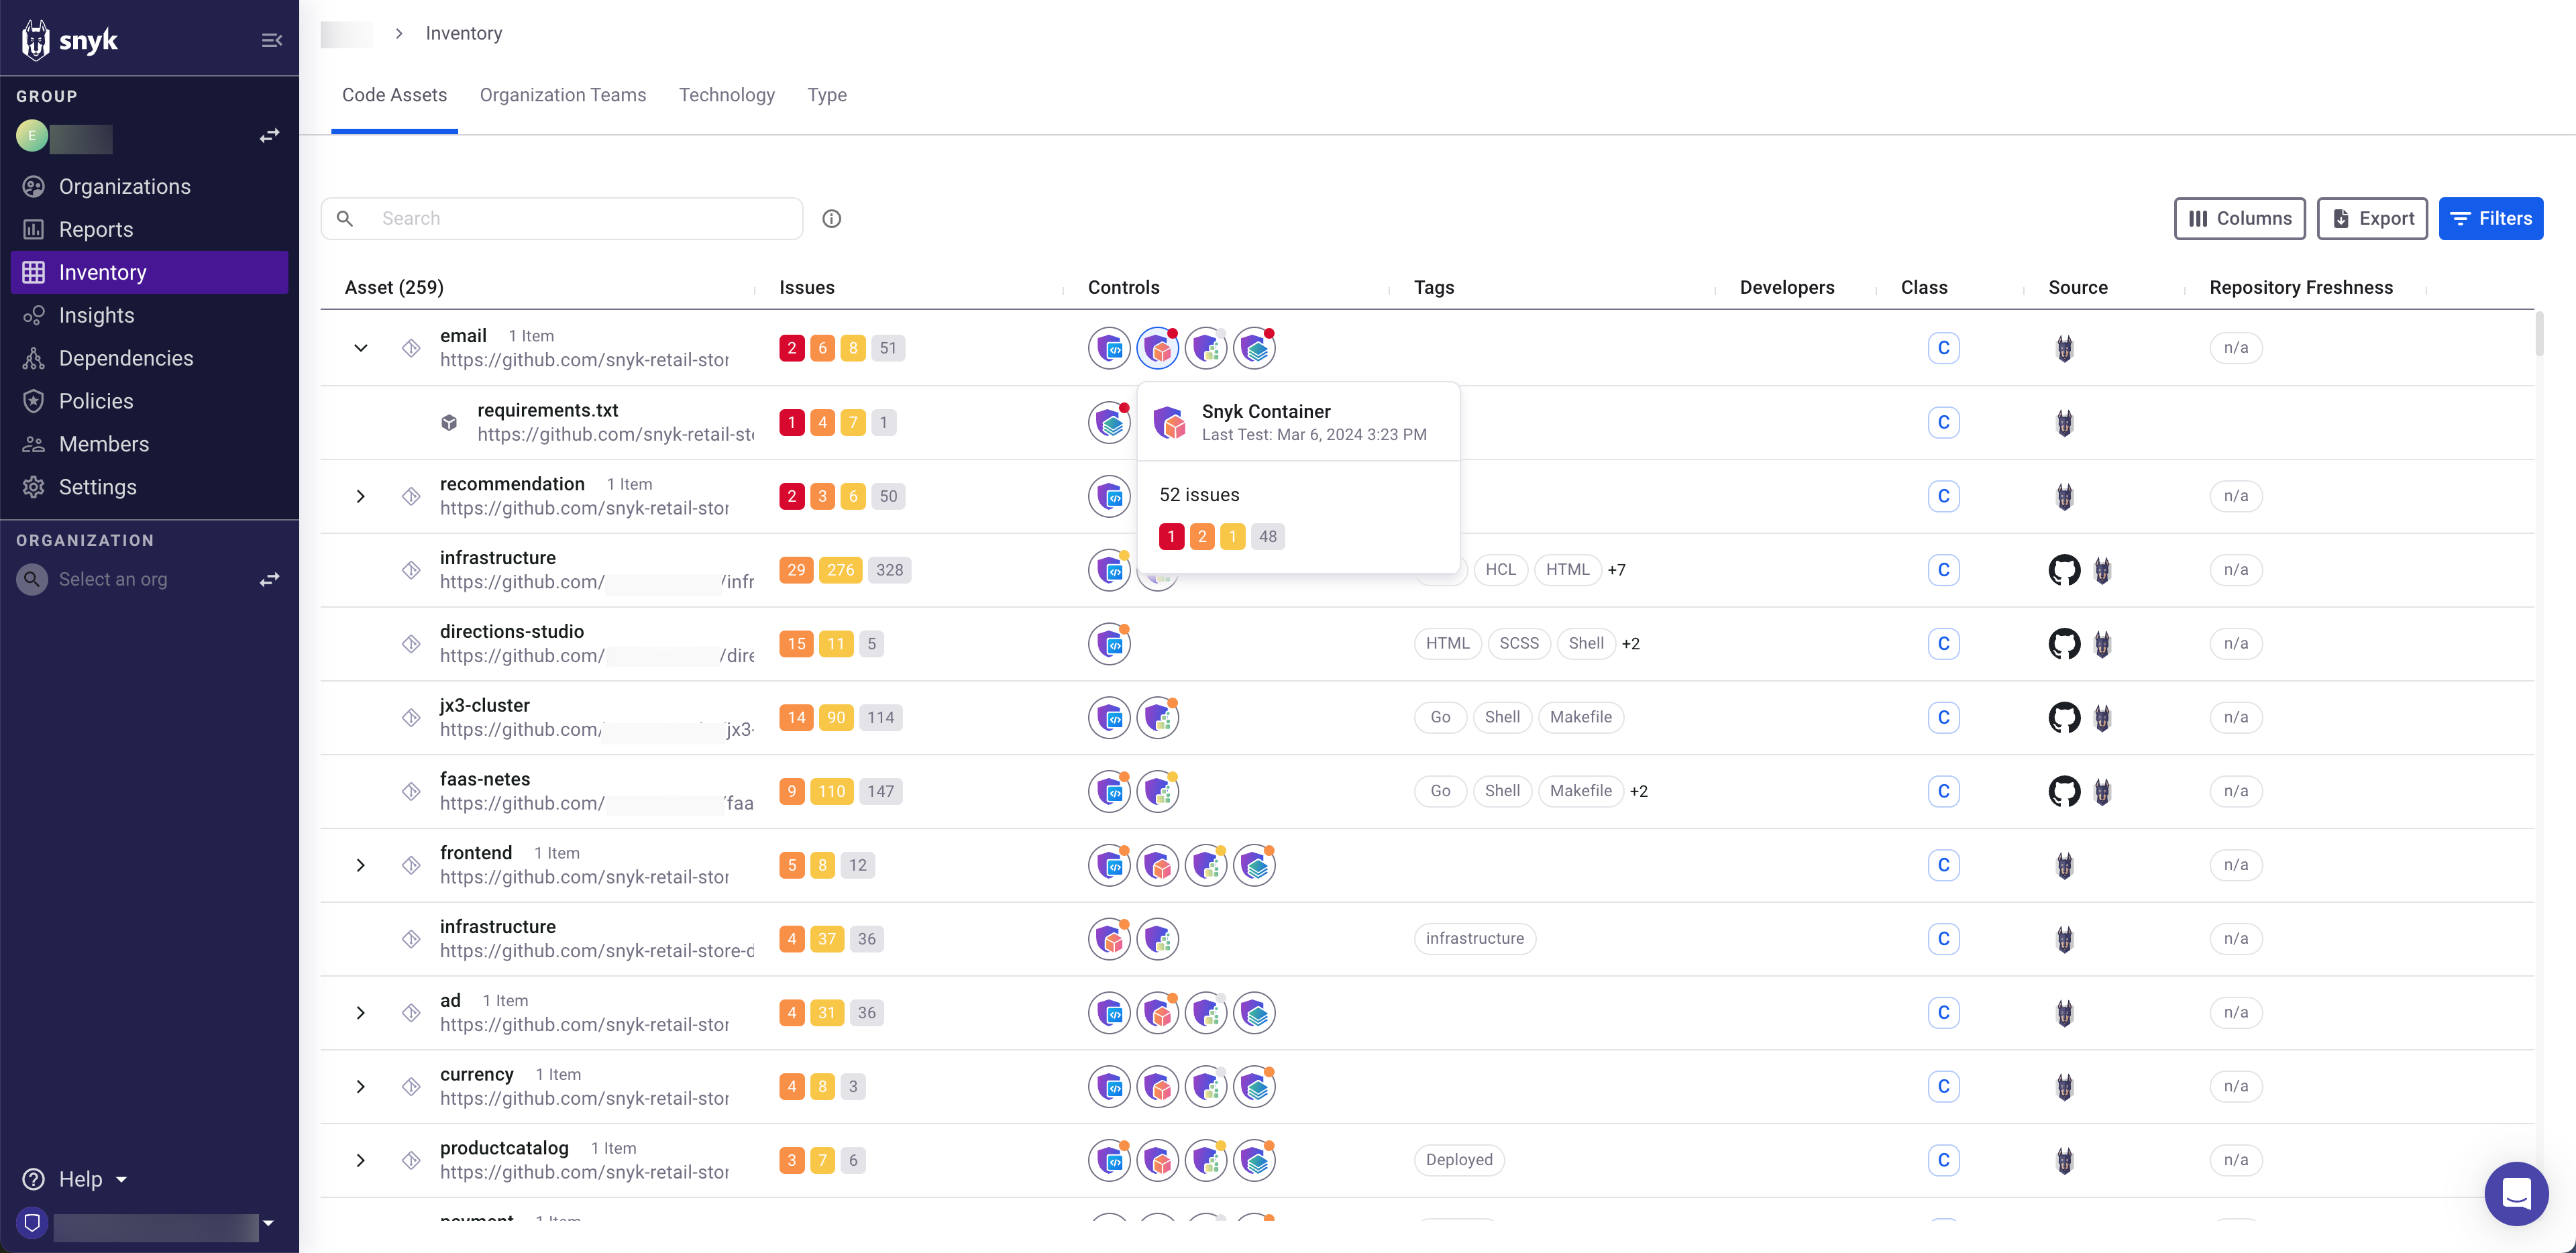 snyk
GROUP
E
Organizations
Reports
Inventory
Insights
Dependencies
Policies
Members
Settings
ORGANIZATION
Select an org
Help
Inventory
Code Assets Organization Teams Technology Type
Search
Columns Export Filters
Asset (259) Issues Controls Tags Developers Class Source Repository Freshness
email 1 Item
https://github.com/snyk-retail-stor
2 6 8 51 C n/a
requirements.txt
https://github.com/snyk-retail-st
1 4 7 1 C
Snyk Container
Last Test: Mar 6, 2024 3:23 PM
52 issues
1 2 1 48
recommendation 1 Item
https://github.com/snyk-retail-stor
2 3 6 50 C n/a
infrastructure
https://github.com/ /infr
29 276 328 HCL HTML +7 C n/a
directions-studio
https://github.com/ /dire
15 11 5 HTML SCSS Shell +2 C n/a
jx3-cluster
https://github.com/ /jx3-
14 90 114 Go Shell Makefile C n/a
faas-netes
https://github.com/ /faa
9 110 147 Go Shell Makefile +2 C n/a
frontend 1 Item
https://github.com/snyk-retail-stor
5 8 12 C n/a
infrastructure
https://github.com/snyk-retail-store-d
4 37 36 infrastructure C n/a
ad 1 Item
https://github.com/snyk-retail-stor
4 31 36 C n/a
currency 1 Item
https://github.com/snyk-retail-stor
4 8 3 C n/a
productcatalog 1 Item
https://github.com/snyk-retail-stor
3 7 6 Deployed C n/a
payment 1 Item